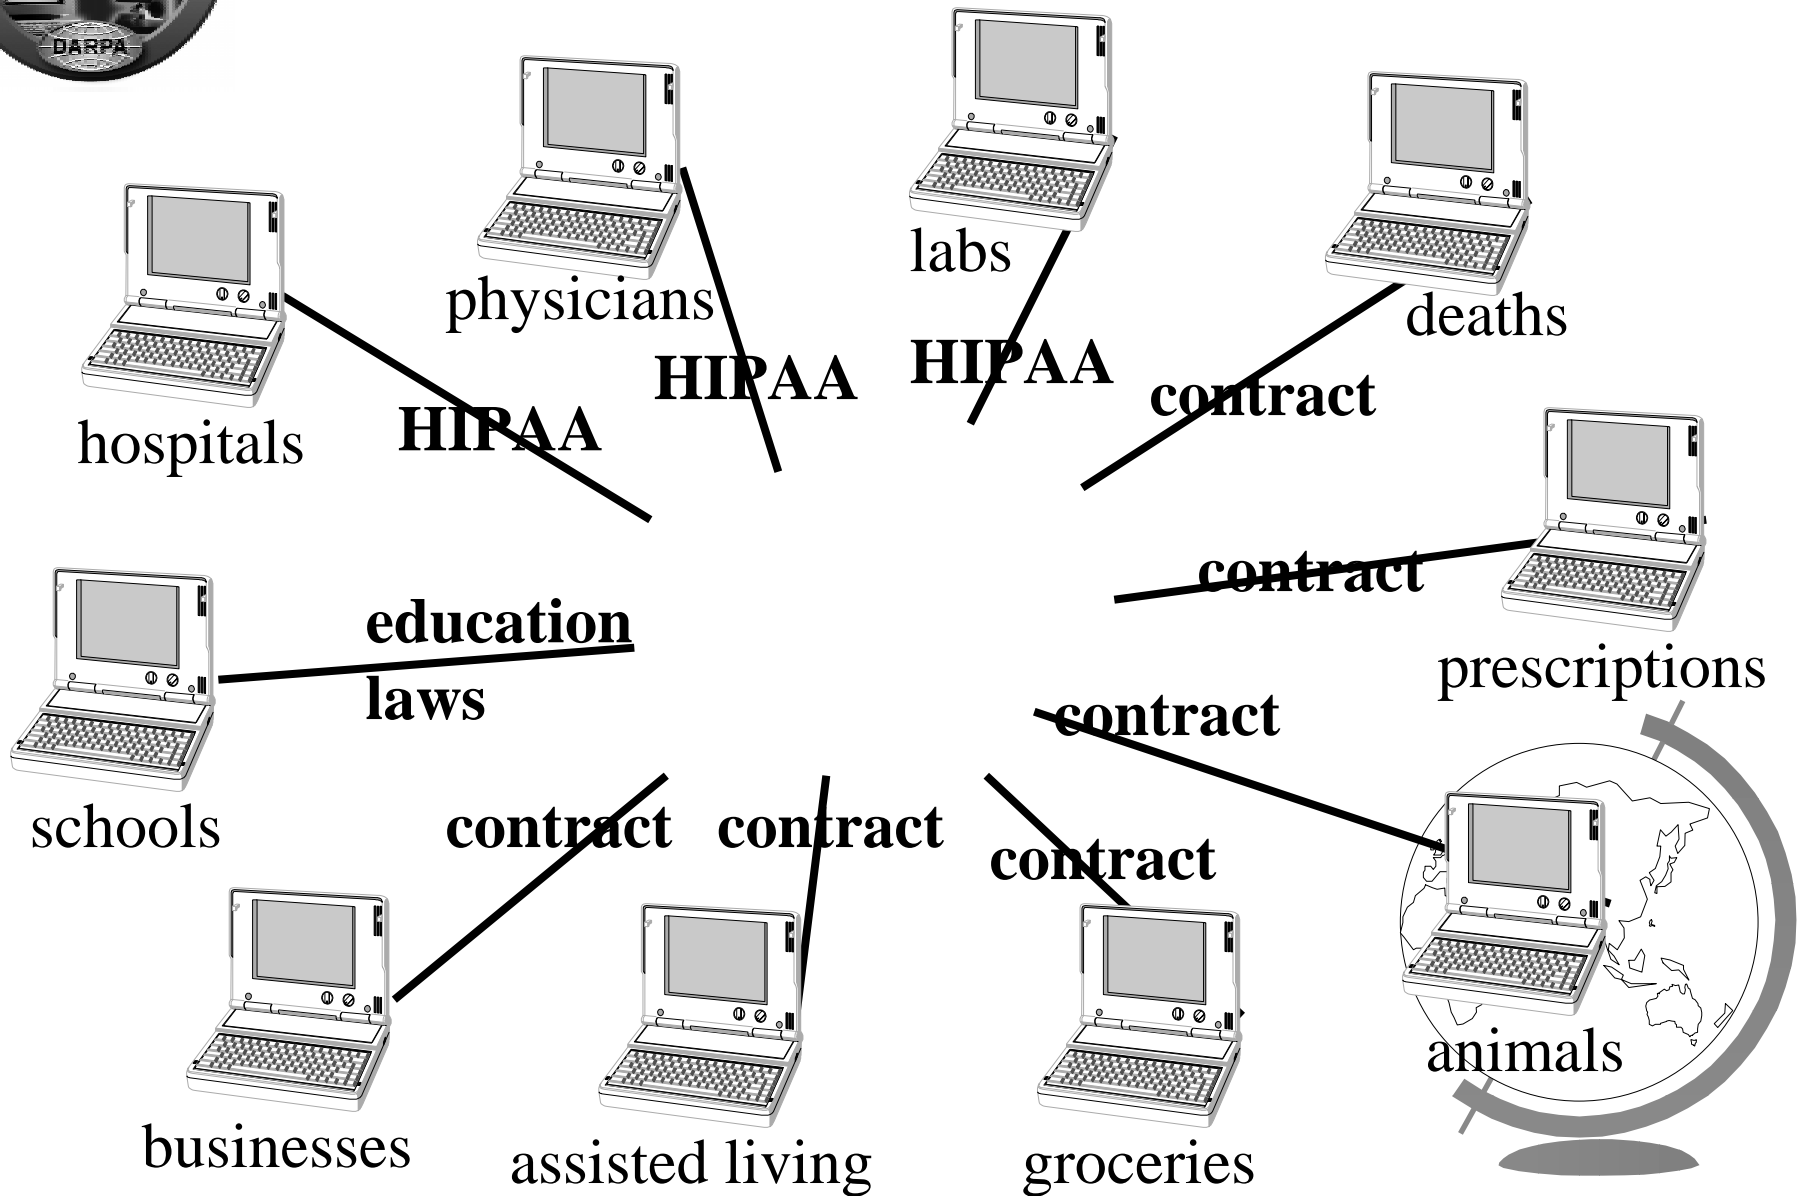 DARPA
labs
physicians
deaths
HIPAA
HIPAA
contract
HIPAA
hospitals
contract
education
laws
prescriptions
contract
schools
contract
contract
contract
animals
businesses
assisted living
groceries